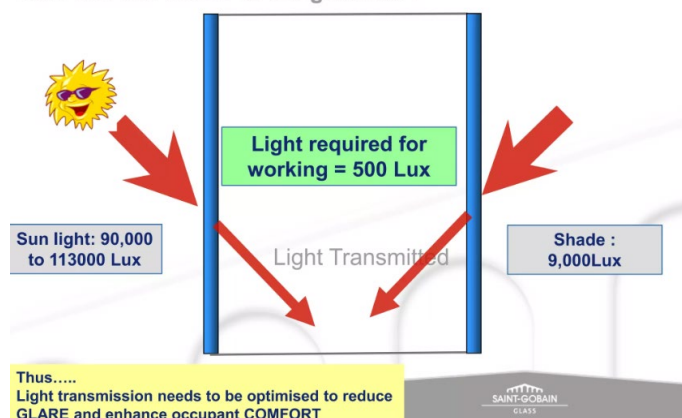 Light required for
working = 500 Lux
Sun light: 90,000
to 113000 Lux
Light Transmitted
Shade :
9,000Lux
Thus…..
Light transmission needs to be optimised to reduce
GLARE and enhance occupant COMFORT
SAINT-GOBAIN
GLASS